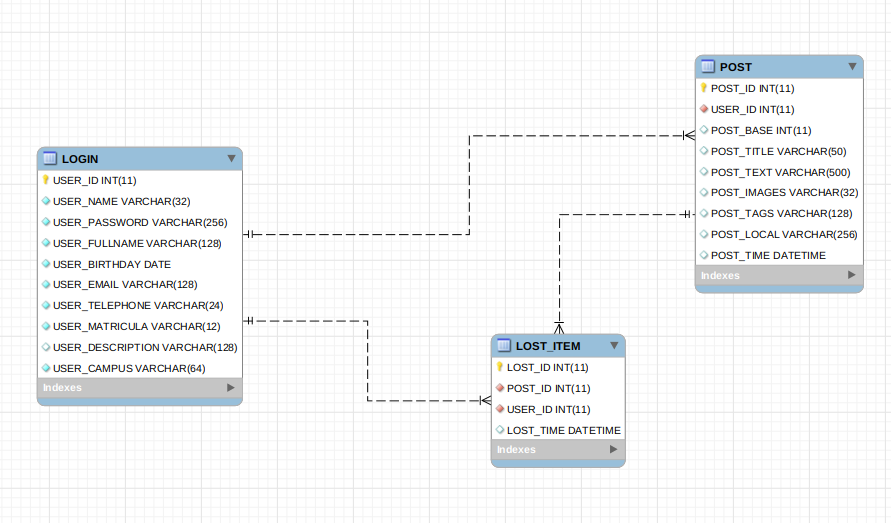 LOGIN
USER_ID INT(11)
USER_NAME VARCHAR(32)
USER_PASSWORD VARCHAR(256)
USER_FULLNAME VARCHAR(128)
USER_BIRTHDAY DATE
USER_EMAIL VARCHAR(128)
USER_TELEPHONE VARCHAR(24)
USER_MATRICULA VARCHAR(12)
USER_DESCRIPTION VARCHAR(128)
USER_CAMPUS VARCHAR(64)
Indexes
POST
POST_ID INT(11)
USER_ID INT(11)
POST_BASE INT(11)
POST_TITLE VARCHAR(50)
POST_TEXT VARCHAR(500)
POST_IMAGES VARCHAR(32)
POST_TAGS VARCHAR(128)
POST_LOCAL VARCHAR(256)
POST_TIME DATETIME
Indexes
LOST_ITEM
LOST_ID INT(11)
POST_ID INT(11)
USER_ID INT(11)
LOST_TIME DATETIME
Indexes